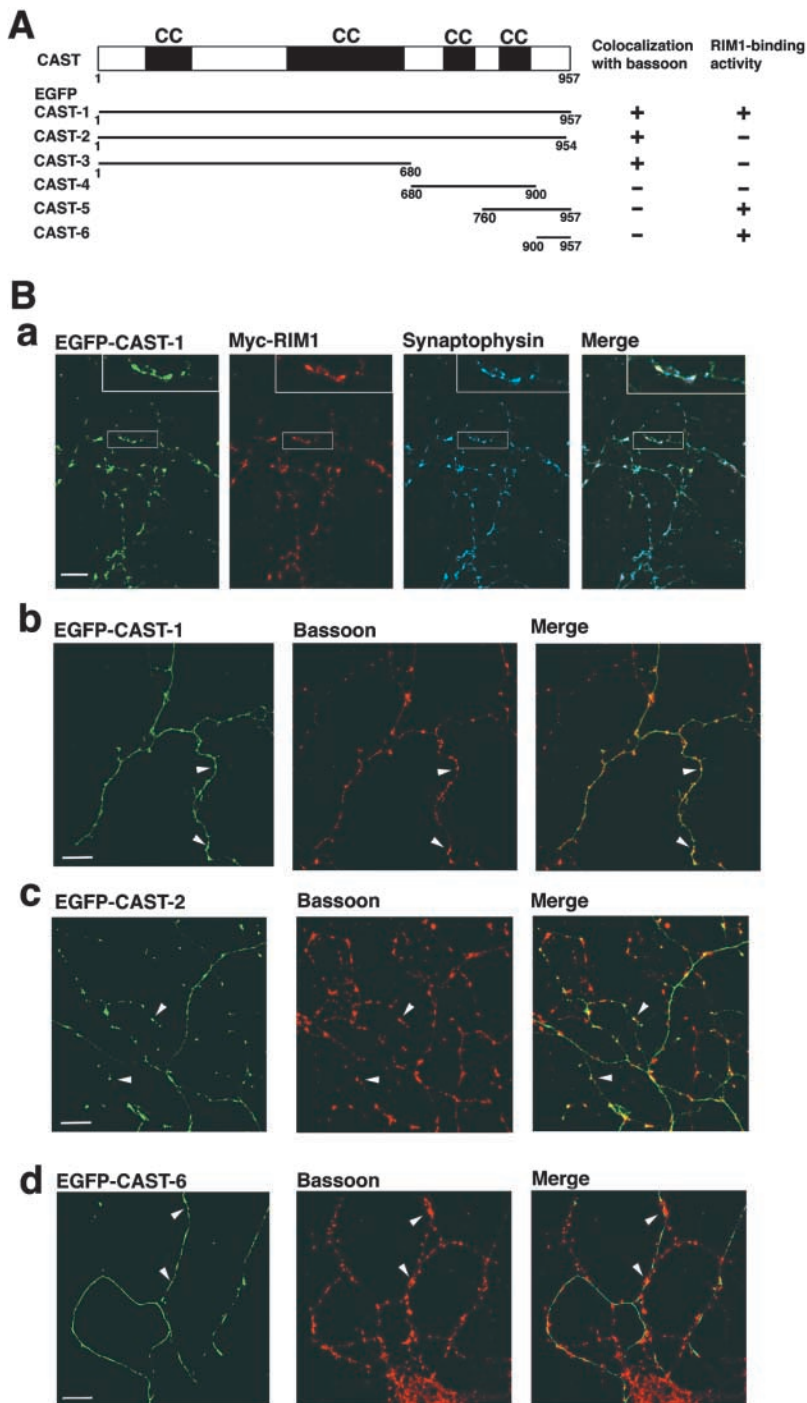 A
CC CC CC CC
CAST
1 957
Colocalization with bassoon
RIM1-binding activity
EGFP
CAST-1 1 957 + +
CAST-2 1 954 + −
CAST-3 1 680 + −
CAST-4 680 900 − −
CAST-5 760 957 − +
CAST-6 900 957 − +
B
a
EGFP-CAST-1 Myc-RIM1 Synaptophysin Merge
b
EGFP-CAST-1 Bassoon Merge
c
EGFP-CAST-2 Bassoon Merge
d
EGFP-CAST-6 Bassoon Merge